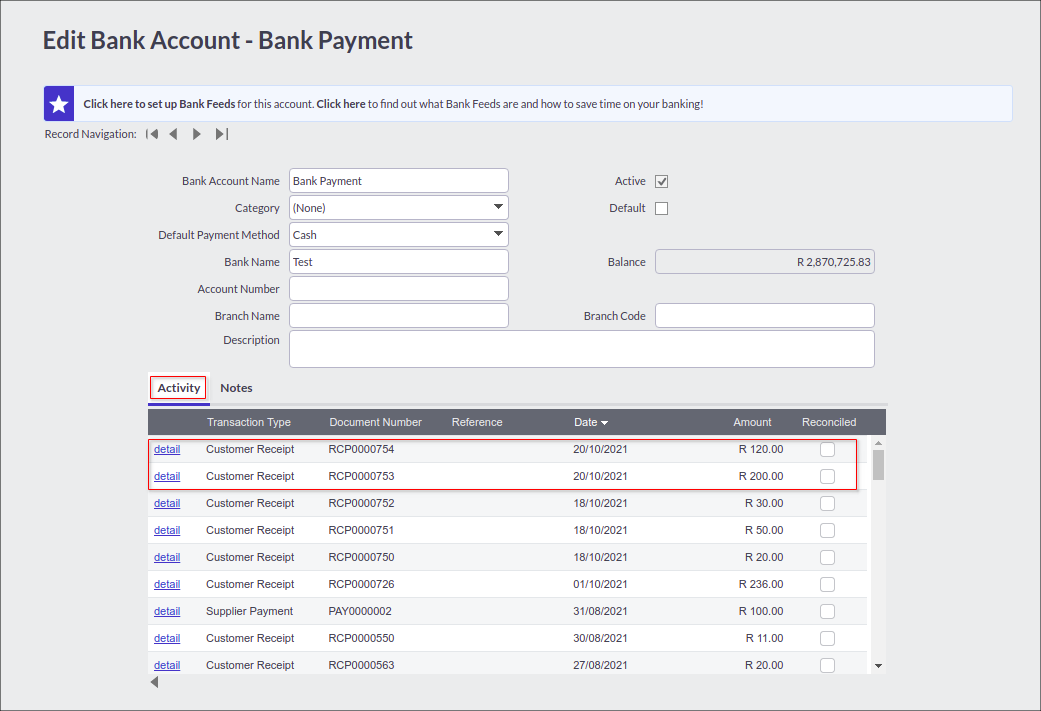 Edit Bank Account - Bank Payment
Click here to set up Bank Feeds for this account. Click here to find out what Bank Feeds are and how to save time on your banking!
Record Navigation:
Bank Account Name Bank Payment Active
Category (None) Default
Default Payment Method Cash
Bank Name Test Balance R 2,870,725.83
Account Number
Branch Name Branch Code
Description
Activity Notes
Transaction Type Document Number Reference Date Amount Reconciled
detail Customer Receipt RCP0000754 20/10/2021 R 120.00
detail Customer Receipt RCP0000753 20/10/2021 R 200.00
detail Customer Receipt RCP0000752 18/10/2021 R 30.00
detail Customer Receipt RCP0000751 18/10/2021 R 50.00
detail Customer Receipt RCP0000750 18/10/2021 R 20.00
detail Customer Receipt RCP0000726 01/10/2021 R 236.00
detail Supplier Payment PAY0000002 31/08/2021 R 100.00
detail Customer Receipt RCP0000550 30/08/2021 R 11.00
detail Customer Receipt RCP0000563 27/08/2021 R 20.00